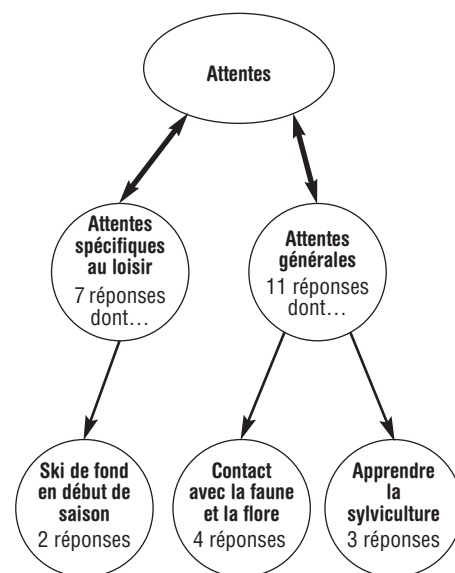 Attentes
Attentes
spécifiques
au loisir
7 réponses
dont…
Attentes
générales
11 réponses
dont…
Ski de fond
en début de
saison
2 réponses
Contact
avec la faune
et la flore
4 réponses
Apprendre
la
sylviculture
3 réponses